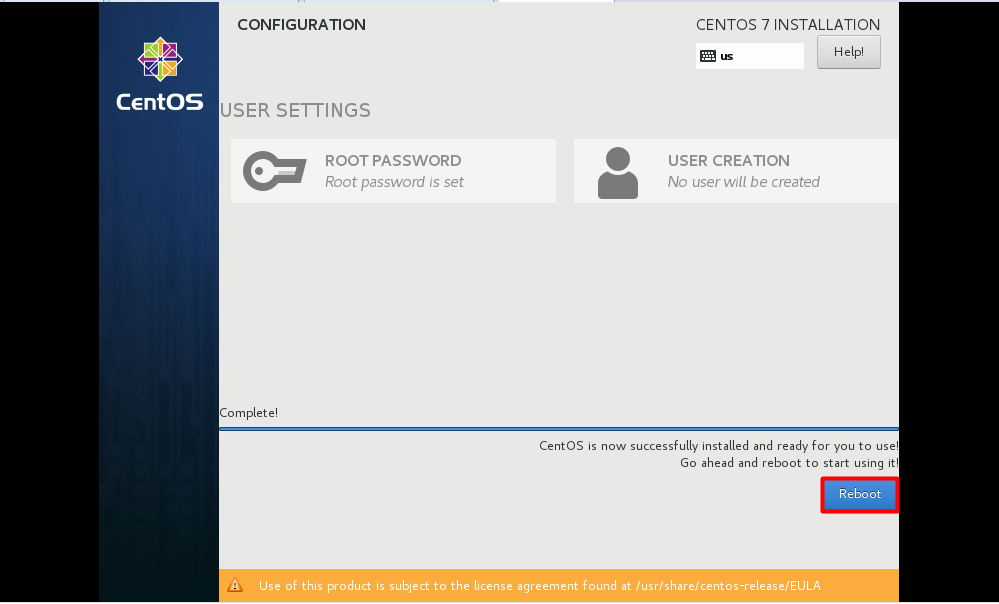 CONFIGURATION
CENTOS 7 INSTALLATION
us
Help!
CentOS
USER SETTINGS
ROOT PASSWORD
Root password is set
USER CREATION
No user will be created
Complete!
CentOS is now successfully installed and ready for you to use!
Go ahead and reboot to start using it!
Reboot
Use of this product is subject to the license agreement found at /usr/share/centos-release/EULA